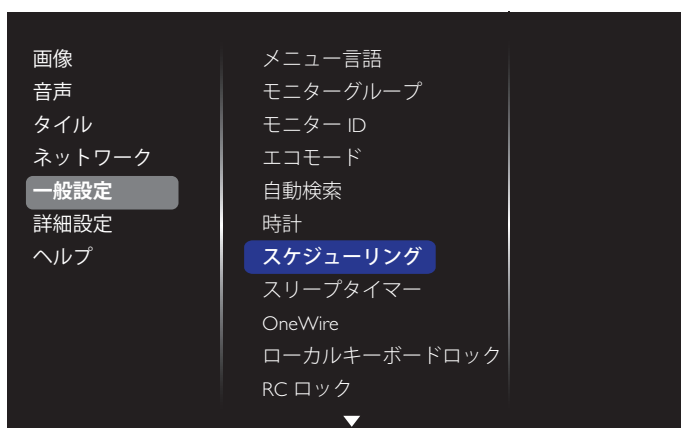 画像
音声
タイル
ネットワーク
一般設定
詳細設定
ヘルプ
メニュー言語
モニターグループ
モニター ID
エコモード
自動検索
時計
スケジューリング
スリープタイマー
OneWire
ローカルキーボードロック
RC ロック